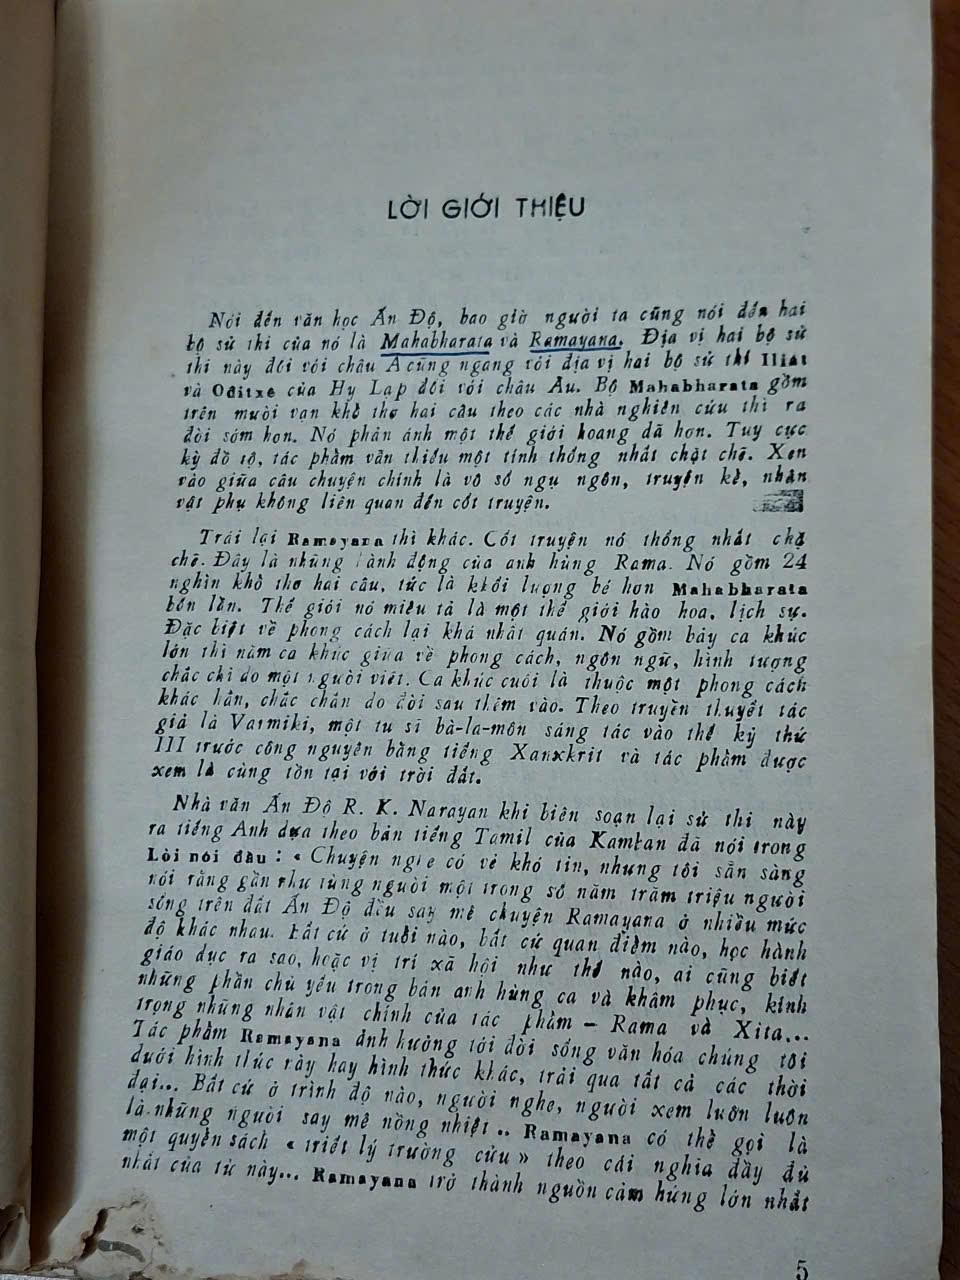 LỜI GIỚI THIỆU
Nói đến văn học Ấn Độ, bao giờ người ta cũng nói đến hai
bộ sử thi của nó là Mahabharata và Ramayana. Địa vị hai bộ sử
thi này đối với châu Á cũng ngang với địa vị hai bộ sử thi Iliát
và Ođitxê của Hy Lạp đối với châu Âu. Bộ Mahabharata gồm
trên mười vạn khổ thơ hai câu theo các nhà nghiên cứu thì ra
đời sớm hơn. Nó phản ánh một thế giới hoang dã hơn. Tuy cực
kỳ đồ sộ, tác phẩm vẫn thiếu một tính thống nhất chặt chẽ. Xen
vào giữa câu chuyện chính là vô số ngụ ngôn, truyện kể, nhân
vật phụ không liên quan đến cốt truyện.
Trái lại Ramayana thì khác. Cốt truyện nó thống nhất chặ
chẽ. Đây là những hành động của anh hùng Rama. Nó gồm 24
nghìn khổ thơ hai câu, tức là khối lượng bé hơn Mahabharata
bốn lần. Thế giới nó miêu tả là một thế giới hào hoa, lịch sự.
Đặc biệt về phong cách lại khá nhất quán. Nó gồm bảy ca khúc
lớn thì năm ca khúc giữa về phong cách, ngôn ngữ, hình tượng
chắc chỉ do một người viết. Ca khúc cuối là thuộc một phong cách
khác hẳn, chắc chắn do đời sau thêm vào. Theo truyền thuyết tác
giả là Vatmiki, một tu sĩ bà-la-môn sáng tác vào thế kỷ thứ
III trước công nguyên bằng tiếng Xanxkrit và tác phẩm được
xem là cùng tồn tại với trời đất.
Nhà văn Ấn Độ R. K. Narayan khi biên soạn lại sử thi này
ra tiếng Anh dựa theo bản tiếng Tamil của Kamban đã nói trong
Lời nói đầu : « Chuyện nghe có vẻ khó tin, nhưng tôi sẵn sàng
nói rằng gần như từng người một trong số năm trăm triệu người
sống trên đất Ấn Độ đều say mê chuyện Ramayana ở nhiều mức
độ khác nhau. Bất cứ ở tuổi nào, bất cứ quan điểm nào, học hành
giáo dục ra sao, hoặc vị trí xã hội như thế nào, ai cũng biết
những phần chủ yếu trong bản anh hùng ca và khâm phục, kính
trọng những nhân vật chính của tác phẩm – Rama và Xita...
Tác phẩm Ramayana ảnh hưởng tới đời sống văn hóa chúng tôi
dưới hình thức này hay hình thức khác, trải qua tất cả các thời
đại... Bất cứ ở trình độ nào, người nghe, người xem luôn luôn
là những người say mê nồng nhiệt .. Ramayana có thể gọi là
một quyển sách « triết lý trường cửu » theo cái nghĩa đầy đủ
nhất của từ này... Ramayana trở thành nguồn cảm hứng lớn nhất
5